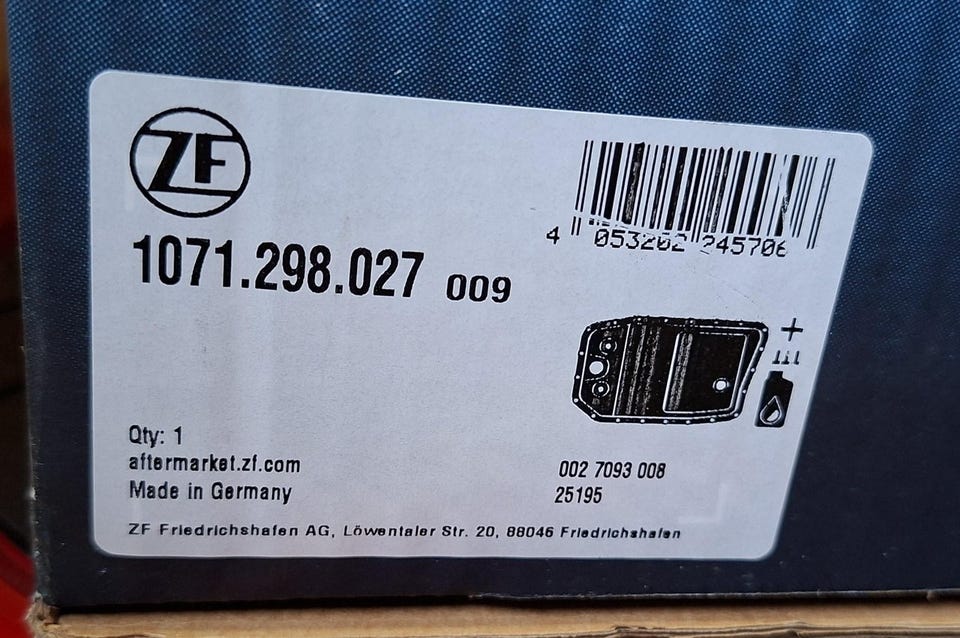 ZF
4 053202 245706
1071.298.027 009
Qty: 1
aftermarket.zf.com
Made in Germany
002 7093 008
25195
ZF Friedrichshafen AG, Löwentaler Str. 20, 88046 Friedrichshafen